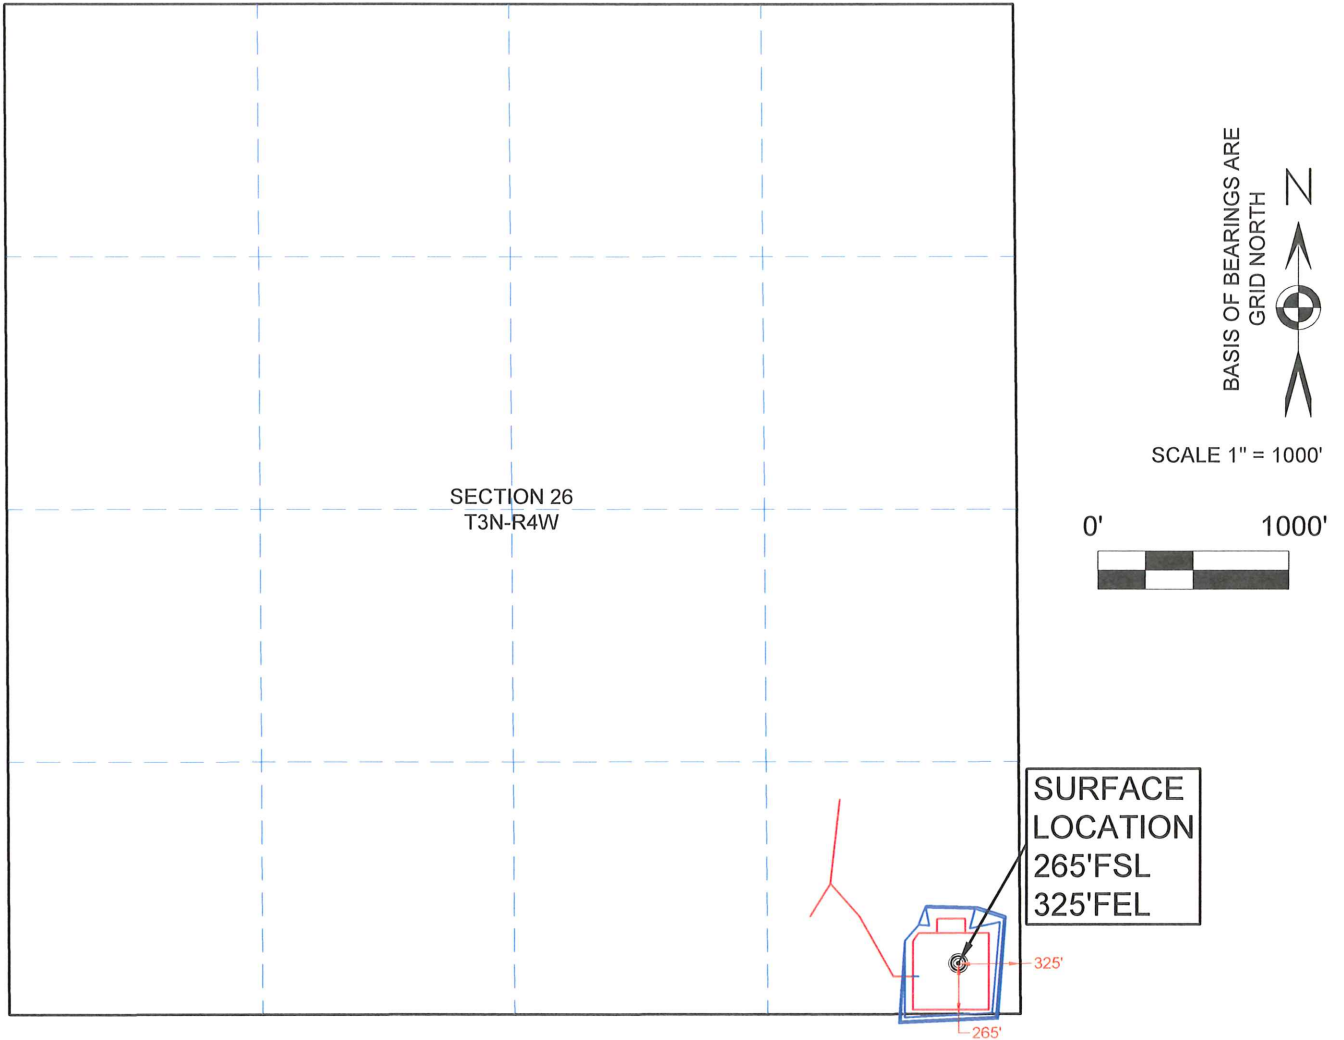 BASIS OF BEARINGS ARE
GRID NORTH
N
SCALE 1" = 1000'
0' 1000'
SECTION 26
T3N-R4W
SURFACE
LOCATION
265'FSL
325'FEL
325'
265'